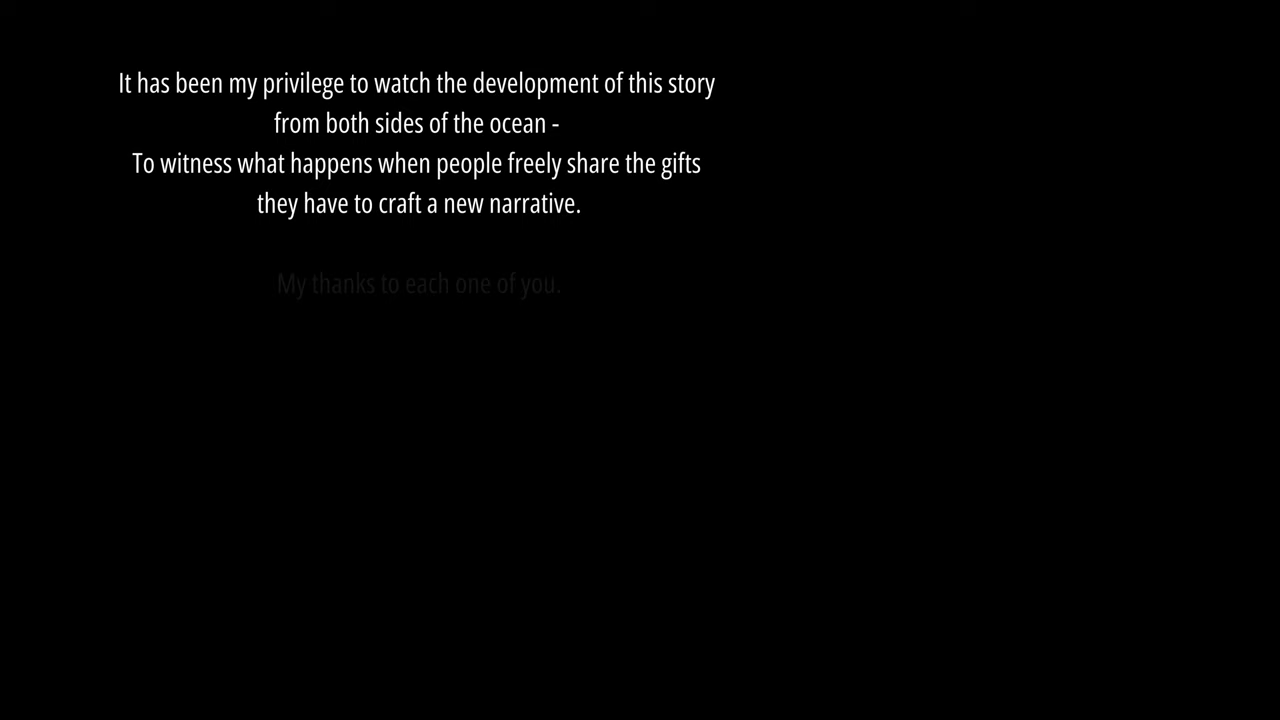 It has been my privilege to watch the development of this story
from both sides of the ocean -
To witness what happens when people freely share the gifts
they have to craft a new narrative.
My thanks to each one of you.